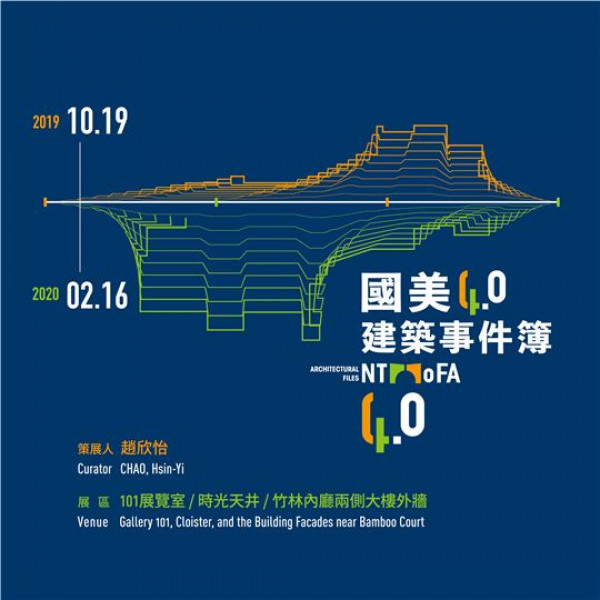 2019 10.19
2020 02.16
國美4.0
建築事件簿
ARCHITECTURAL FILES NTMoFA
4.0
策展人 趙欣怡
Curator CHAO, Hsin-Yi
展 區 101展覽室 / 時光天井 / 竹林內廳兩側大樓外牆
Venue Gallery 101, Cloister, and the Building Facades near Bamboo Court